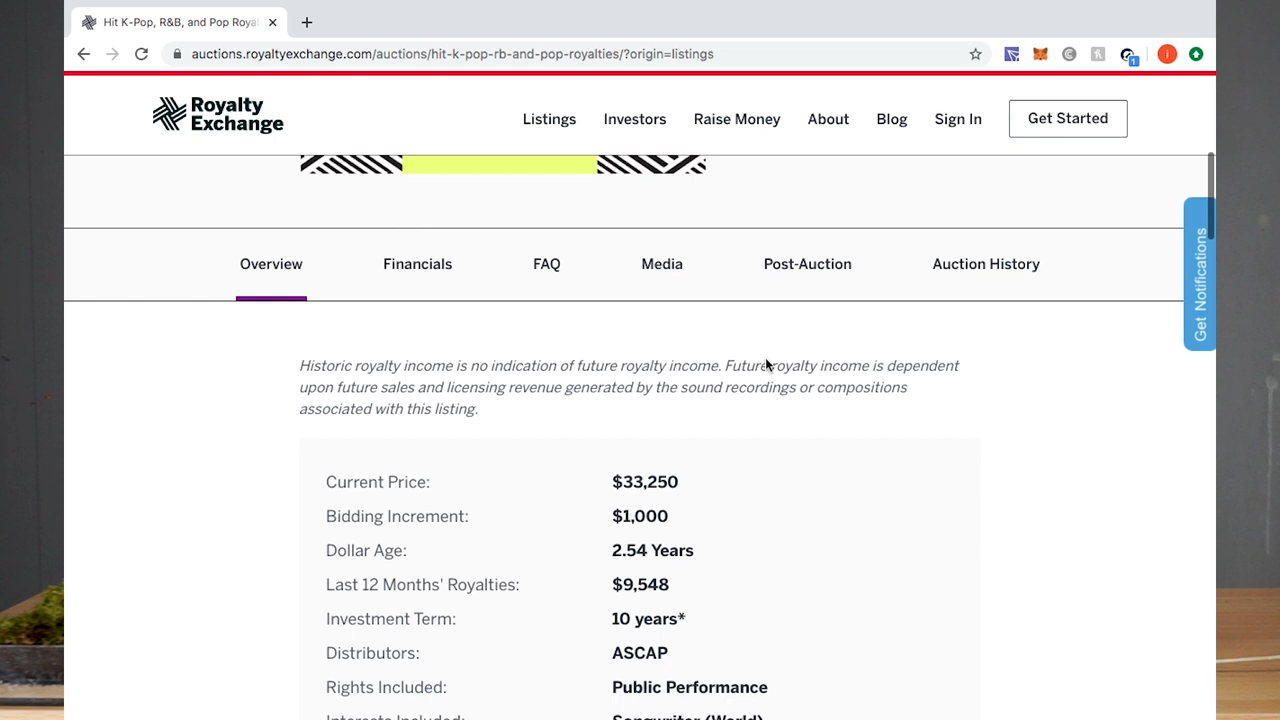 Hit K-Pop, R&B, and Pop Roya
auctions.royaltyexchange.com/auctions/hit-k-pop-rb-and-pop-royalties/?origin=listings
Royalty
Exchange
Listings
Investors
Raise Money
About
Blog
Sign In
Get Started
Get Notifications
Overview
Financials
FAQ
Media
Post-Auction
Auction History
Historic royalty income is no indication of future royalty income. Future royalty income is dependent
upon future sales and licensing revenue generated by the sound recordings or compositions
associated with this listing.
Current Price: $33,250
Bidding Increment: $1,000
Dollar Age: 2.54 Years
Last 12 Months' Royalties: $9,548
Investment Term: 10 years*
Distributors: ASCAP
Rights Included: Public Performance
Interests Included: Songwriter (World)